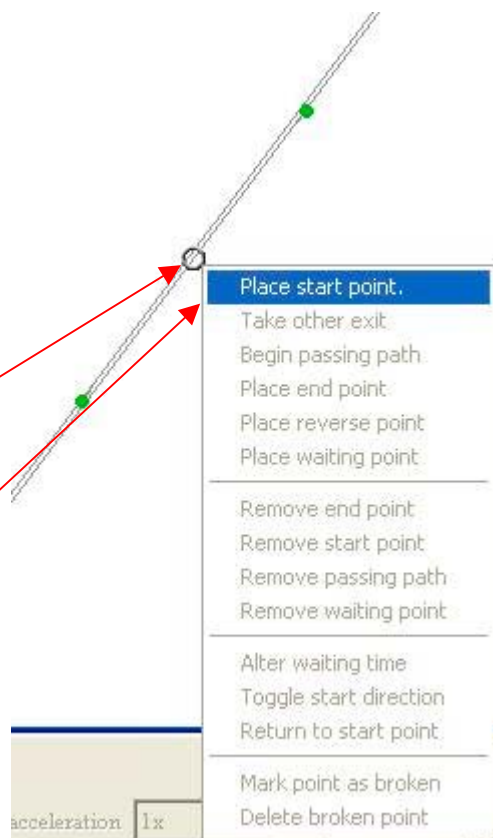 Place start point.
Take other exit
Begin passing path
Place end point
Place reverse point
Place waiting point
Remove end point
Remove start point
Remove passing path
Remove waiting point
Alter waiting time
Toggle start direction
Return to start point
Mark point as broken
acceleration 1x Delete broken point